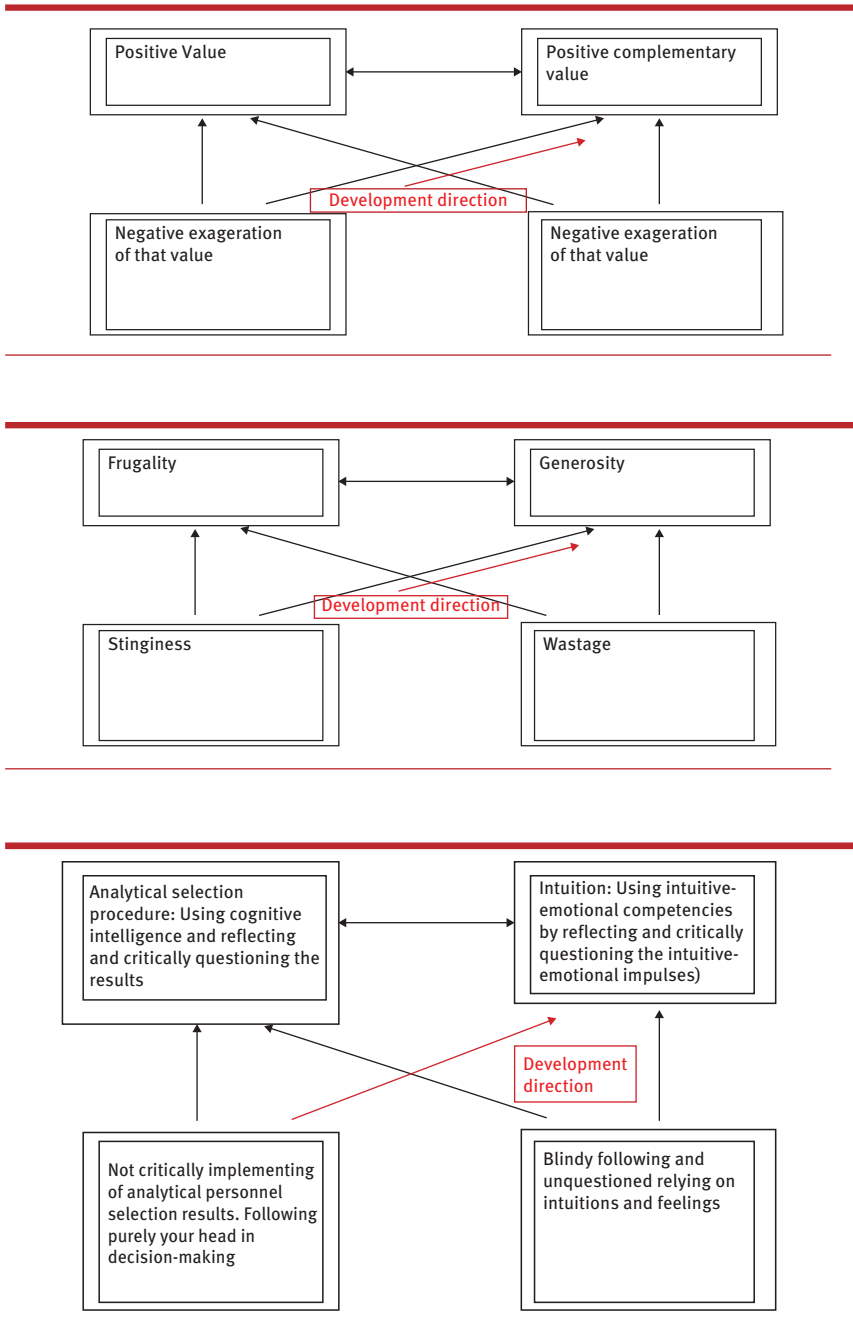 Positive Value
Positive complementary
value
Development direction
Negative exageration
of that value
Negative exageration
of that value
Frugality
Generosity
Development direction
Stinginess
Wastage
Analytical selection
procedure: Using cognitive
intelligence and reflecting
and critically questioning the
results
Intuition: Using intuitive-
emotional competencies
by reflecting and critically
questioning the intuitive-
emotional impulses)
Development
direction
Not critically implementing
of analytical personnel
selection results. Following
purely your head in
decision-making
Blindy following and
unquestioned relying on
intuitions and feelings